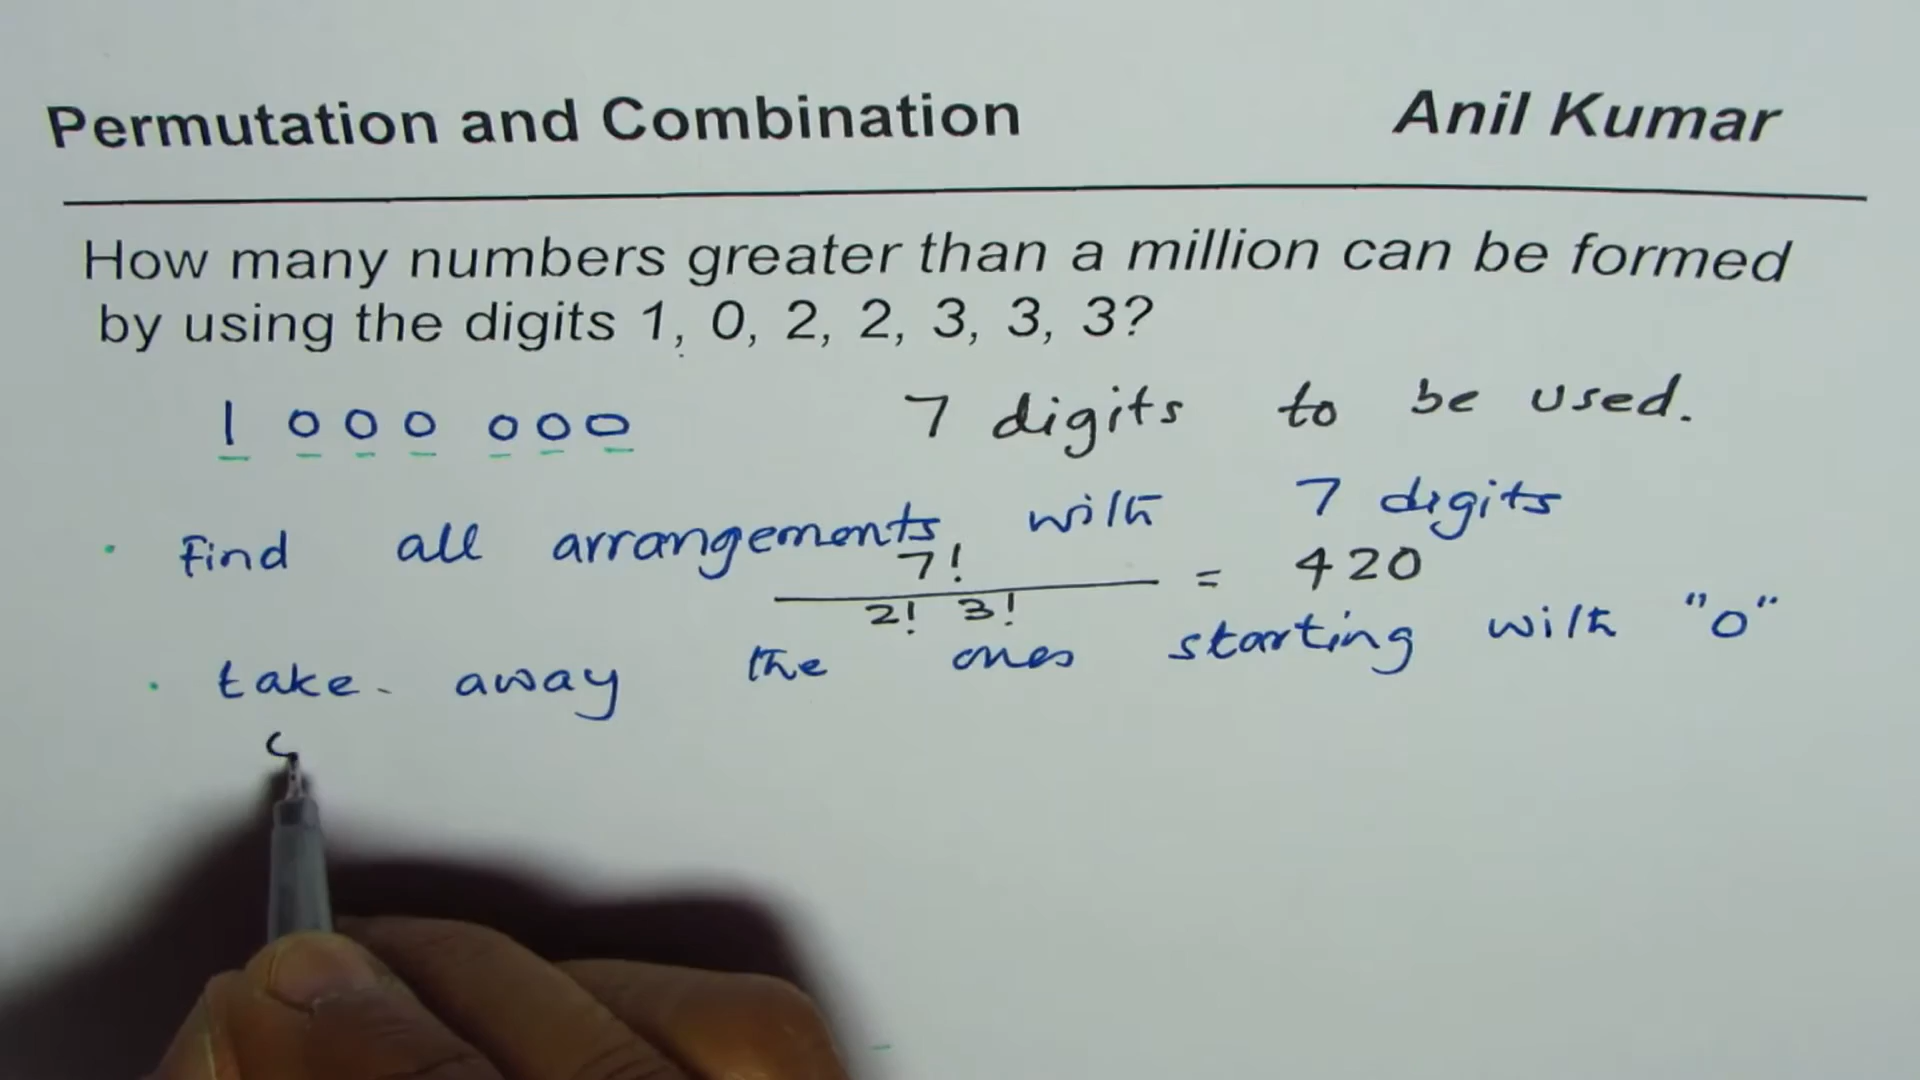 Permutation and Combination Anil Kumar
How many numbers greater than a million can be formed
by using the digits 1, 0, 2, 2, 3, 3, 3?
1 000 000 7 digits to be used.
. Find all arrangements with 7 digits
7!
2! 3! = 420
. take away the ones starting with "0"